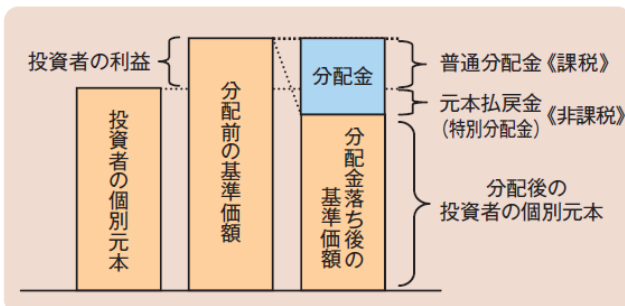 投資者の利益
投資者の個別元本
分配前の基準価額
分配金
分配金落ち後の
基準価額
普通分配金《課税》
元本払戻金
(特別分配金)
《非課税》
分配後の
投資者の個別元本